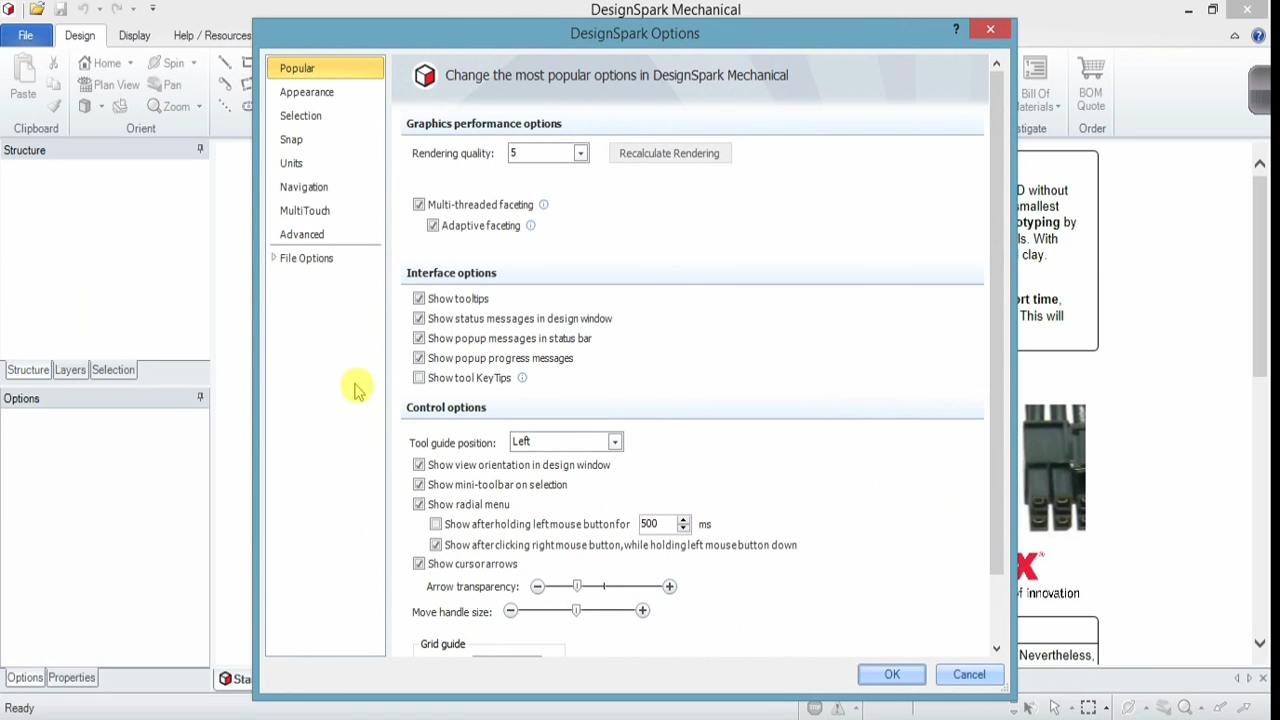 DesignSpark Mechanical
File
Design
Display
Help / Resources
Paste
Home
Spin
Plan View
Pan
Zoom
Clipboard
Orient
Bill Of
BOM
Quote
Order
Structure
Structure
Layers
Selection
Options
Options
Properties
DesignSpark Options
?
Popular
Appearance
Selection
Snap
Units
Navigation
MultiTouch
Advanced
File Options
Change the most popular options in DesignSpark Mechanical
Graphics performance options
Rendering quality:
5
Recalculate Rendering
Multi-threaded faceting
Adaptive faceting
Interface options
Show tooltips
Show status messages in design window
Show popup messages in status bar
Show popup progress messages
Show tool KeyTips
Control options
Tool guide position:
Left
Show view orientation in design window
Show mini-toolbar on selection
Show radial menu
Show after holding left mouse button for
500
ms
Show after clicking right mouse button, while holding left mouse button down
Show cursor arrows
Arrow transparency:
Move handle size:
Grid guide
OK
Cancel
D without
smallest
otyping by
ls. With
clay.
rt time,
This will
of innovation
Nevertheless,
Ready